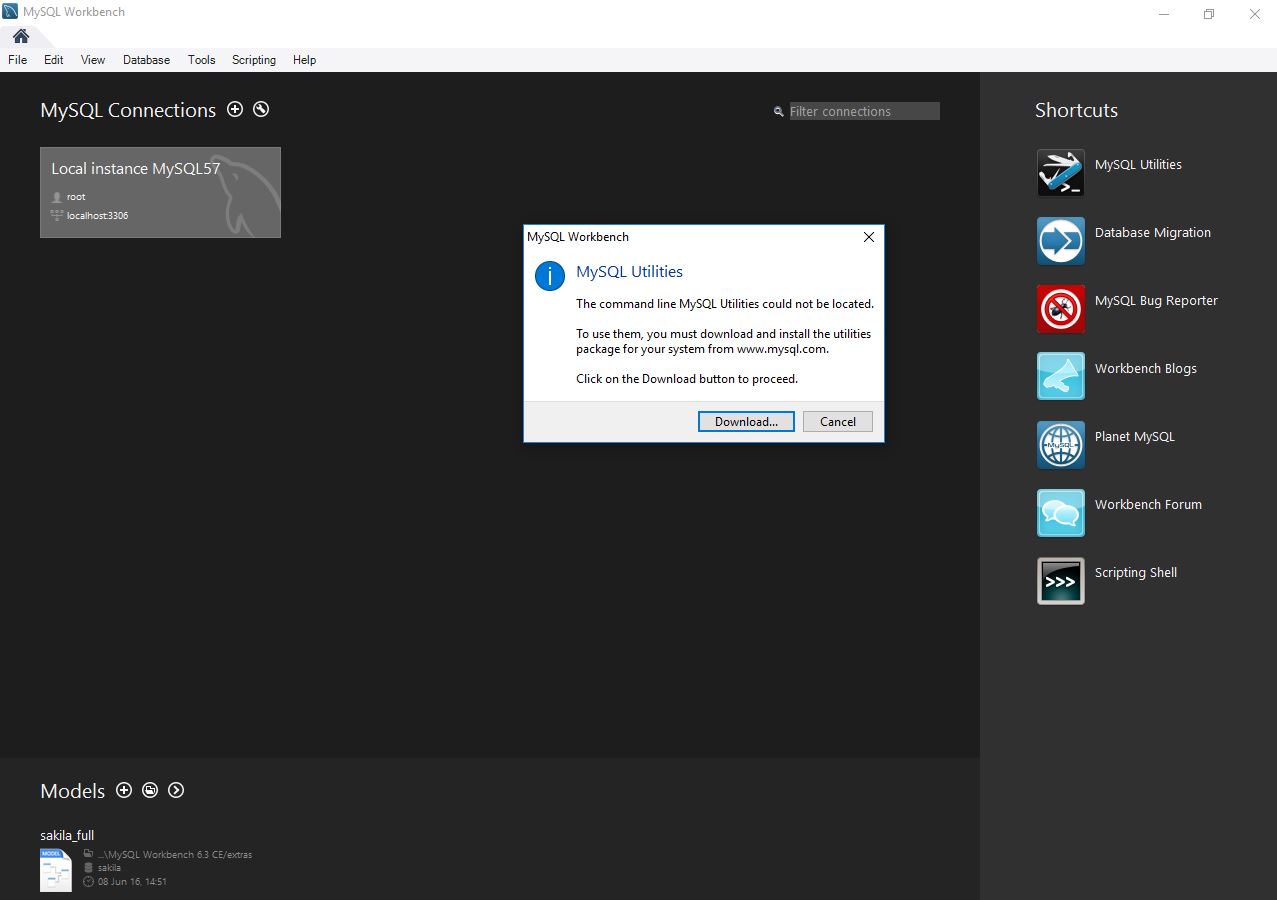 MySQL Workbench
File Edit View Database Tools Scripting Help
MySQL Connections
Filter connections
Local instance MySQL57
root
localhost:3306
MySQL Workbench
MySQL Utilities
The command line MySQL Utilities could not be located.
To use them, you must download and install the utilities
package for your system from www.mysql.com.
Click on the Download button to proceed.
Download...
Cancel
Shortcuts
MySQL Utilities
Database Migration
MySQL Bug Reporter
Workbench Blogs
MySQL
Planet MySQL
Workbench Forum
>>>
Scripting Shell
Models
sakila_full
MODEL
...\MySQL Workbench 6.3 CE/extras
sakila
08 Jun 16, 14:51